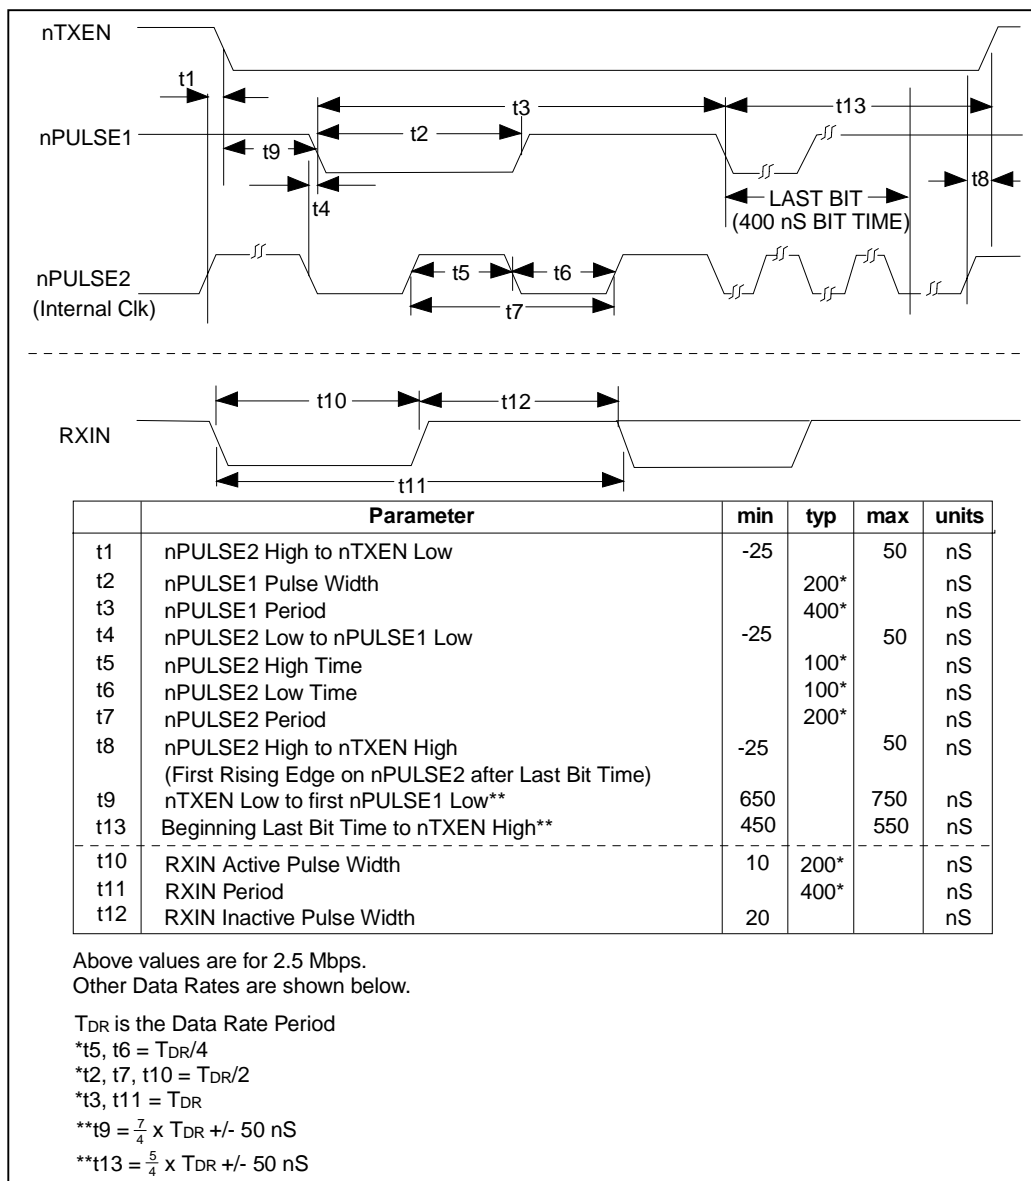 nTXEN
t1
t3
t13
nPULSE1
t2
t9
t8
t4
LAST BIT
(400 nS BIT TIME)
nPULSE2
(Internal Clk)
t5
t6
t7
t10
t12
RXIN
t11
Parameter min typ max units
t1 nPULSE2 High to nTXEN Low -25 50 nS
t2 nPULSE1 Pulse Width 200* nS
t3 nPULSE1 Period 400* nS
t4 nPULSE2 Low to nPULSE1 Low -25 50 nS
t5 nPULSE2 High Time 100* nS
t6 nPULSE2 Low Time 100* nS
t7 nPULSE2 Period 200* nS
t8 nPULSE2 High to nTXEN High -25 50 nS
(First Rising Edge on nPULSE2 after Last Bit Time)
t9 nTXEN Low to first nPULSE1 Low** 650 750 nS
t13 Beginning Last Bit Time to nTXEN High** 450 550 nS
t10 RXIN Active Pulse Width 10 200* nS
t11 RXIN Period 400* nS
t12 RXIN Inactive Pulse Width 20 nS
Above values are for 2.5 Mbps.
Other Data Rates are shown below.
TDR is the Data Rate Period
*t5, t6 = TDR/4
*t2, t7, t10 = TDR/2
*t3, t11 = TDR
**t9 = 7/4 x TDR +/- 50 nS
**t13 = 5/4 x TDR +/- 50 nS